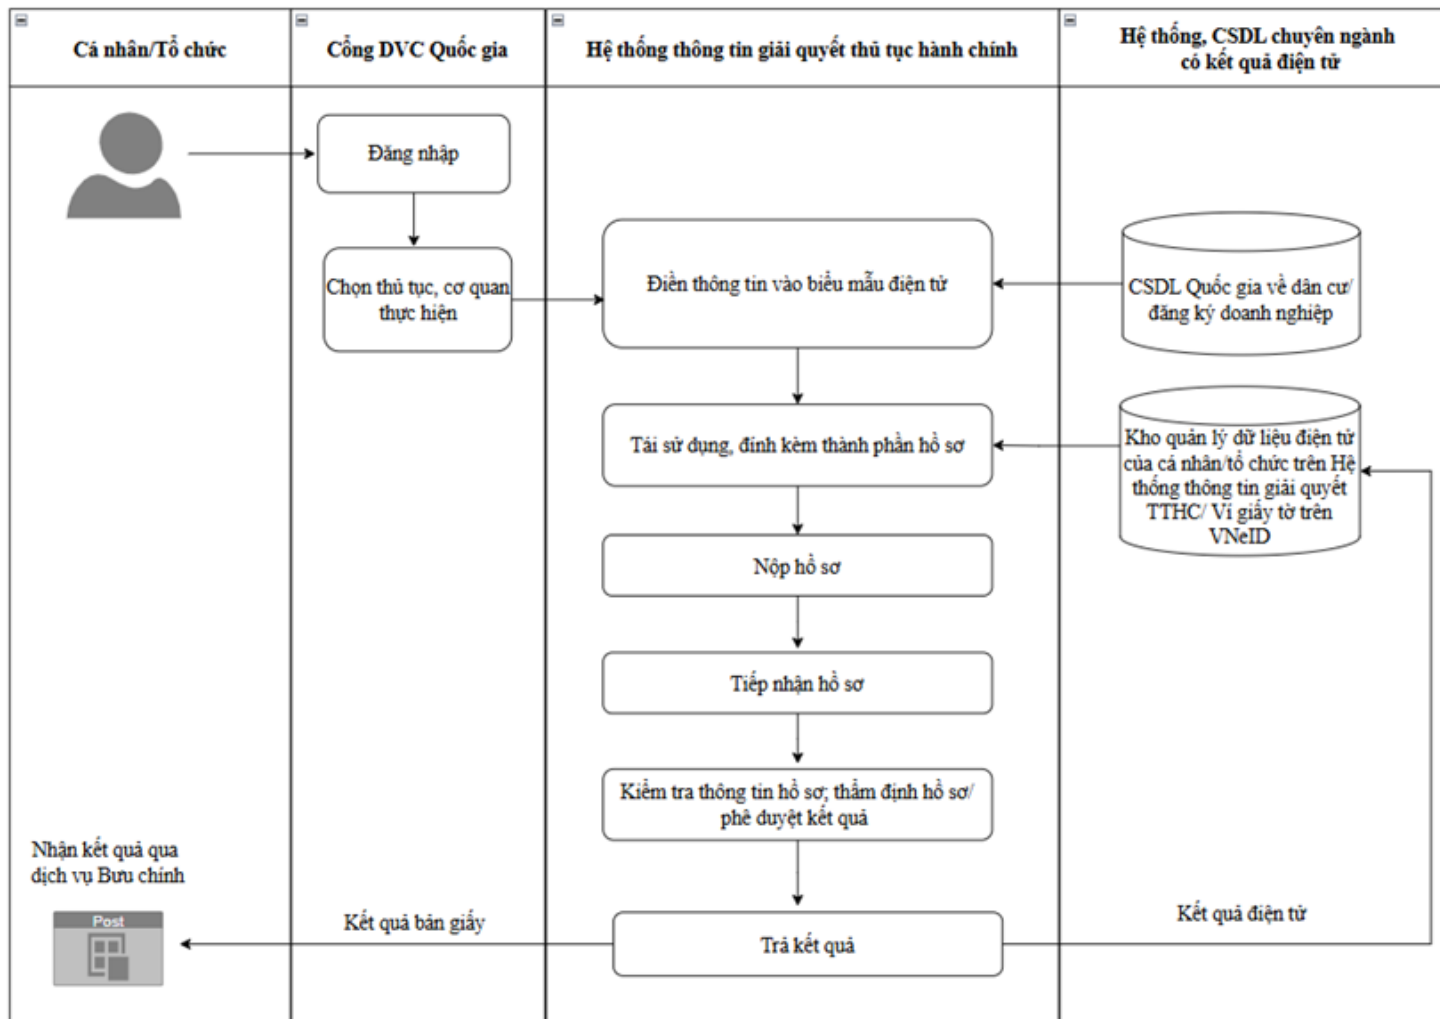 Cá nhân/Tổ chức
Cổng DVC Quốc gia
Hệ thống thông tin giải quyết thủ tục hành chính
Hệ thống, CSDL chuyên ngành
có kết quả điện tử
Đăng nhập
Chọn thủ tục, cơ quan
thực hiện
Điền thông tin vào biểu mẫu điện tử
CSDL Quốc gia về dân cư/
đăng ký doanh nghiệp
Tái sử dụng, đính kèm thành phần hồ sơ
Kho quản lý dữ liệu điện tử
của cá nhân/tổ chức trên Hệ
thống thông tin giải quyết
TTHC/ Ví giấy tờ trên
VNeID
Nộp hồ sơ
Tiếp nhận hồ sơ
Kiểm tra thông tin hồ sơ; thẩm định hồ sơ/
phê duyệt kết quả
Nhận kết quả qua
dịch vụ Bưu chính
Post
Kết quả bản giấy
Trả kết quả
Kết quả điện tử